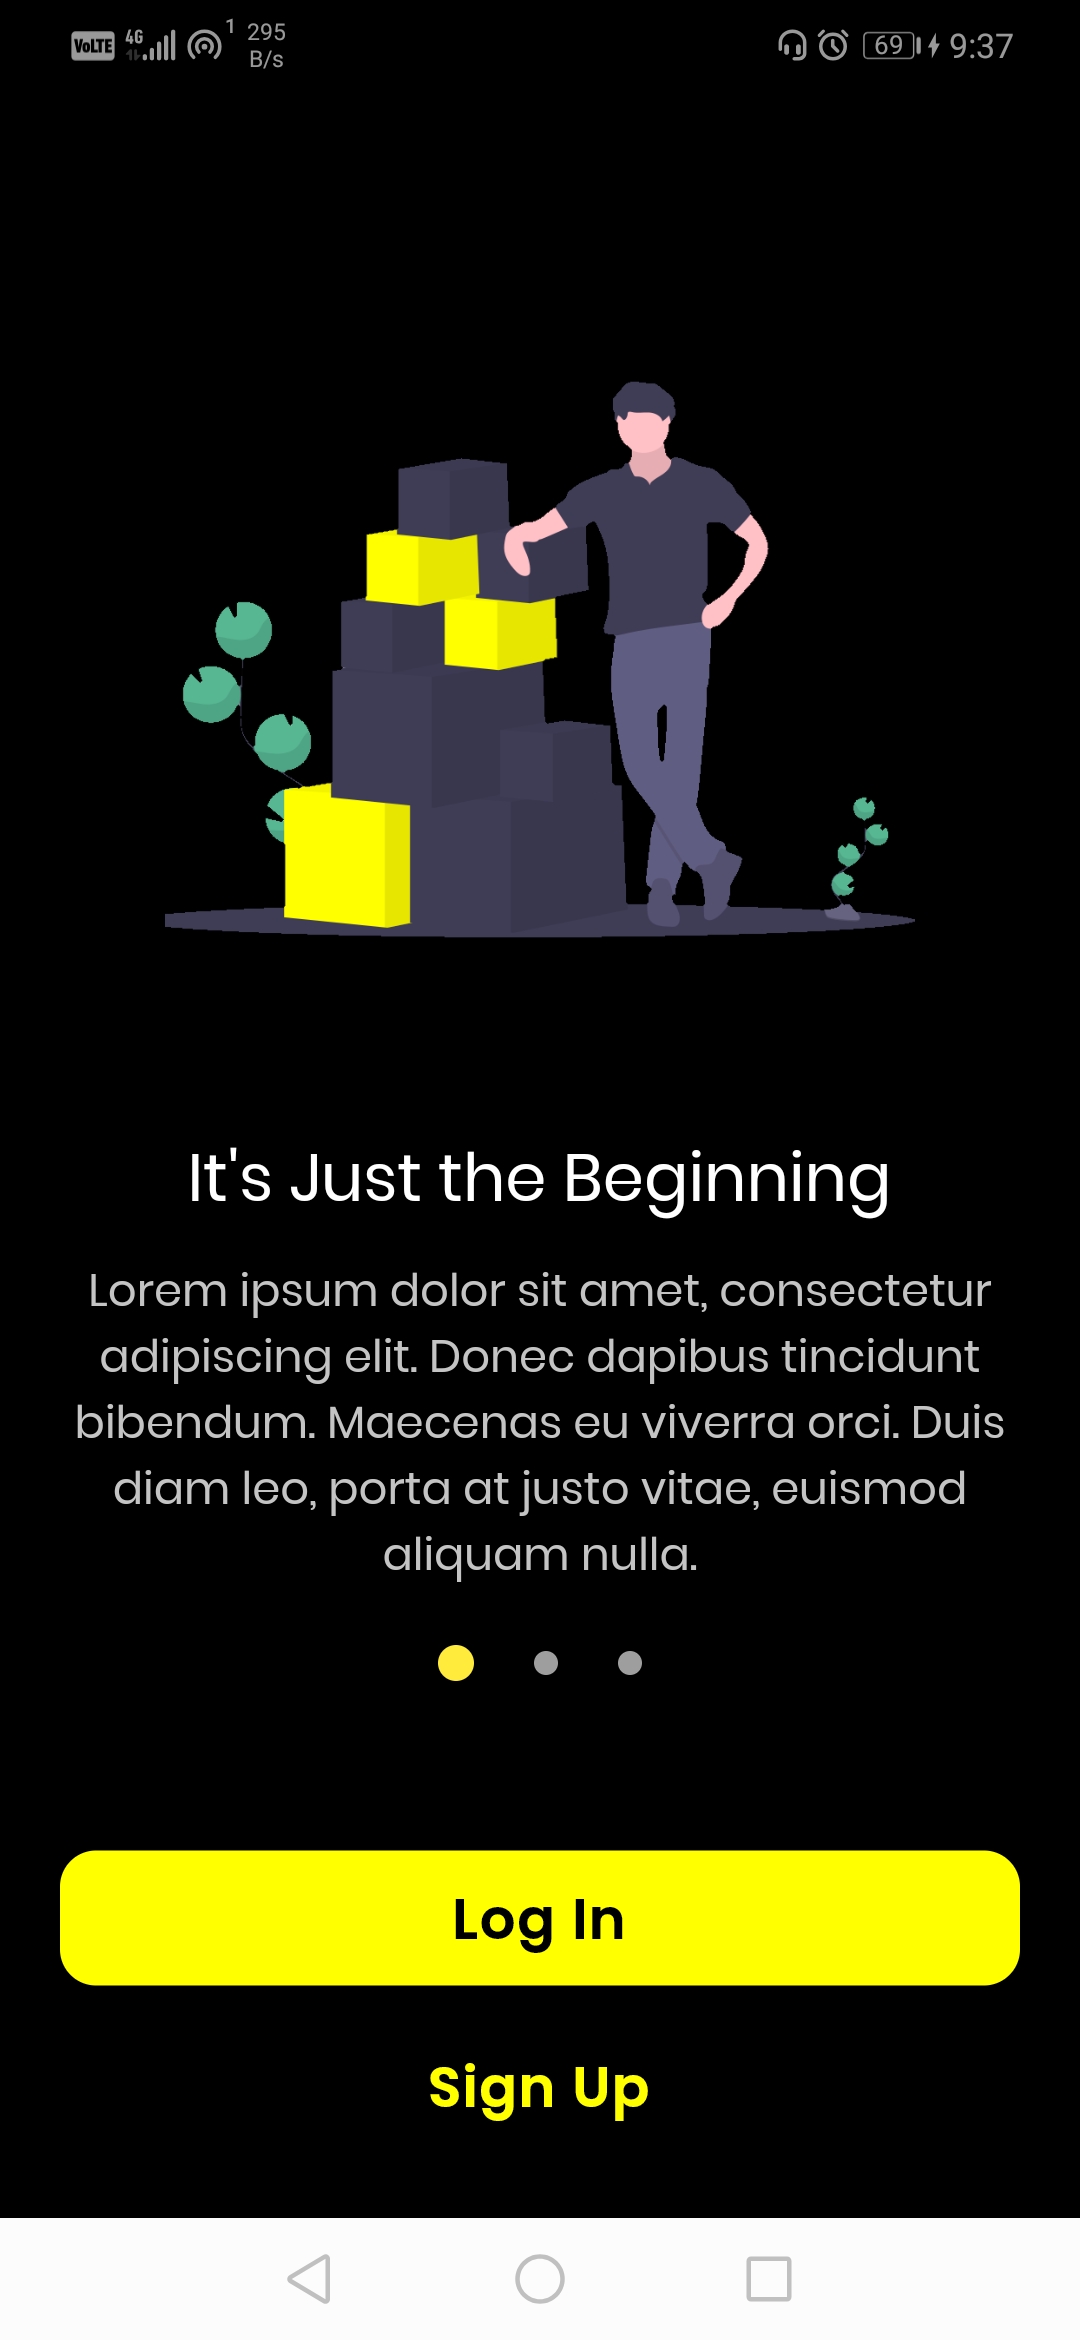 VoLTE 4G 1 295 B/s 69 9:37
It's Just the Beginning
Lorem ipsum dolor sit amet, consectetur
adipiscing elit. Donec dapibus tincidunt
bibendum. Maecenas eu viverra orci. Duis
diam leo, porta at justo vitae, euismod
aliquam nulla.
Log In
Sign Up